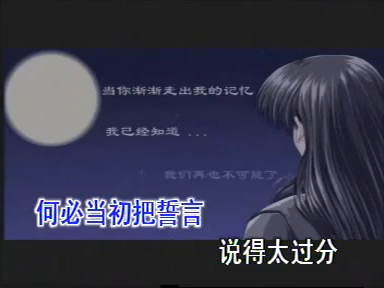 当你渐渐走出我的记忆
我已经知道 ...
我们再也不可能了
何必当初把誓言
说得太过分